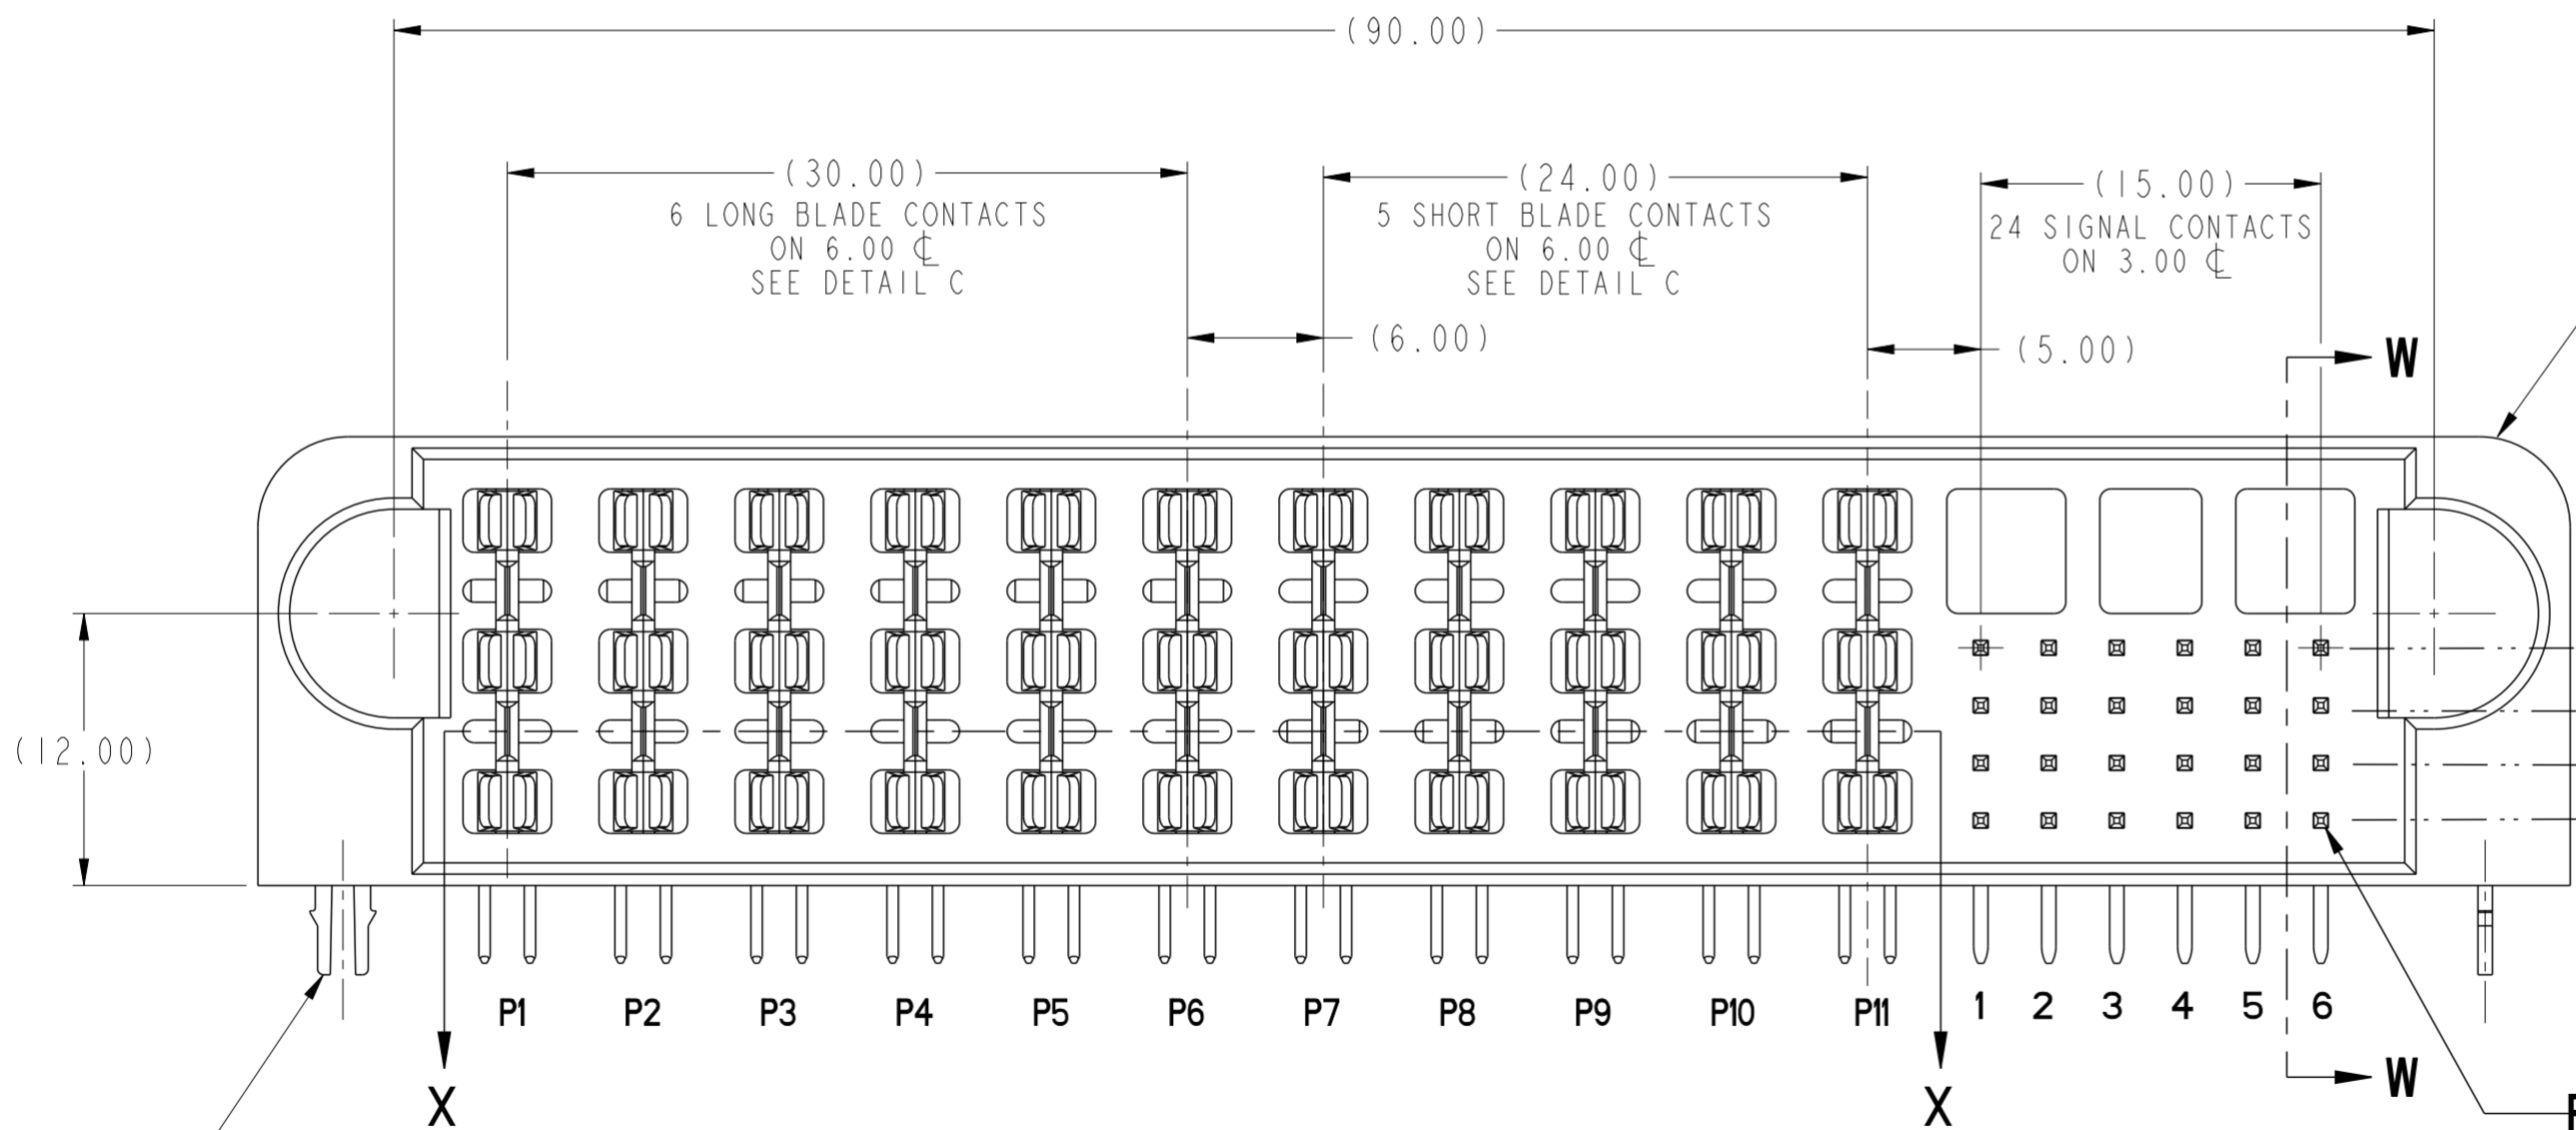 (90.00)
(30.00)
6 LONG BLADE CONTACTS
ON 6.00 ℄
SEE DETAIL C
(24.00)
5 SHORT BLADE CONTACTS
ON 6.00 ℄
SEE DETAIL C
(15.00)
24 SIGNAL CONTACTS
ON 3.00 ℄
(6.00)
(5.00)
W
(12.00)
P1 P2 P3 P4 P5 P6 P7 P8 P9 P10 P11 1 2 3 4 5 6
W
X X